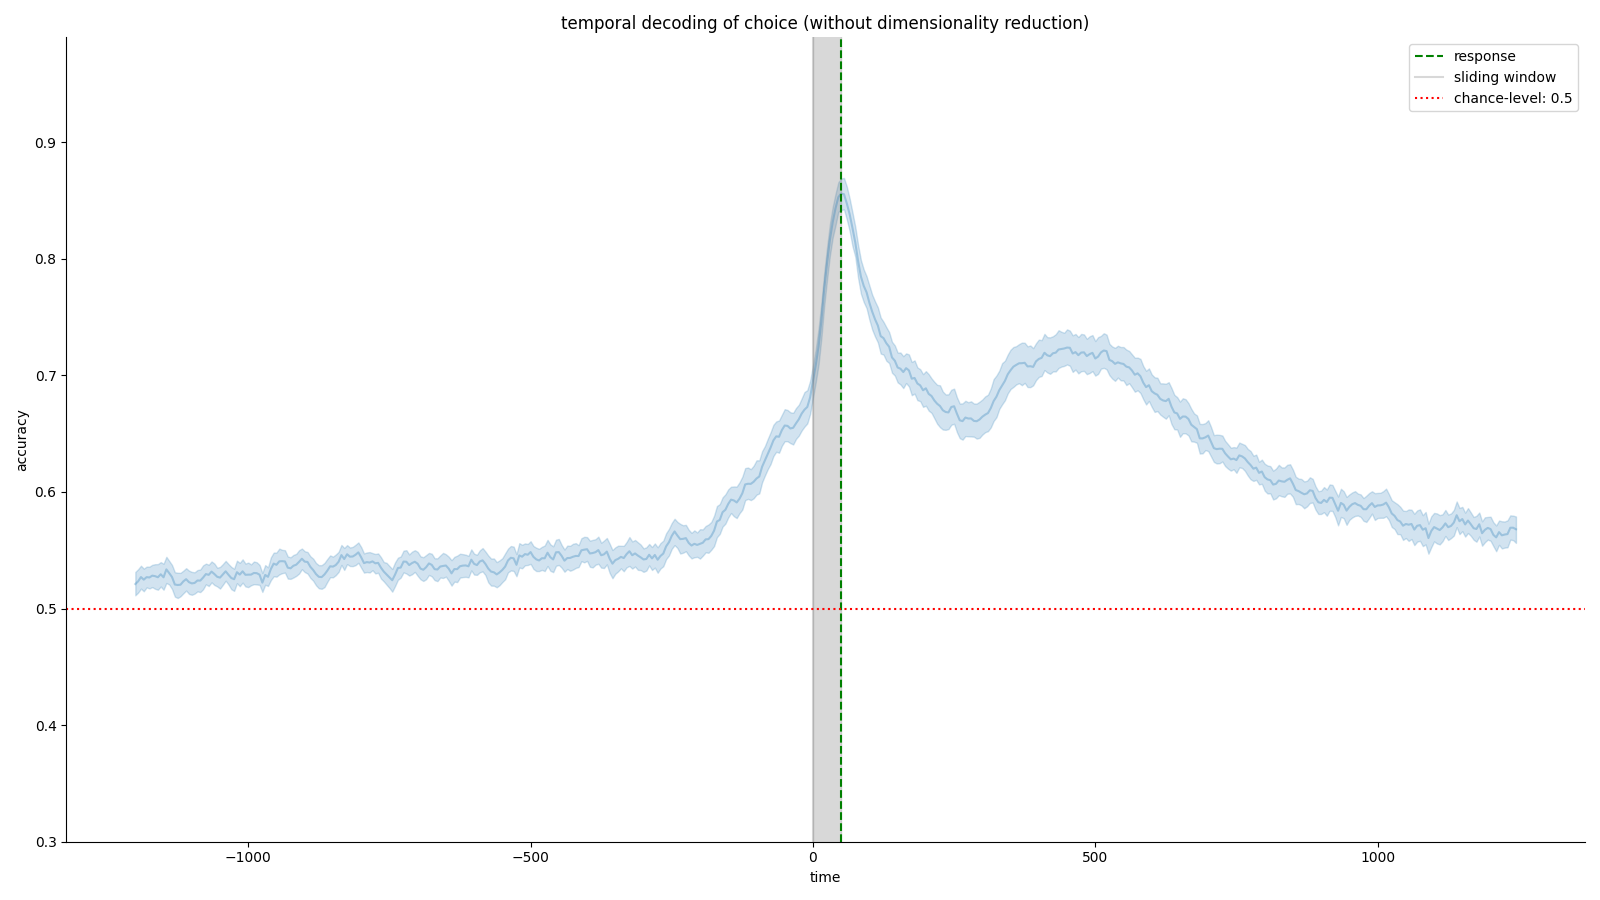 temporal decoding of choice (without dimensionality reduction)
response
sliding window
chance-level: 0.5
0.9
0.8
0.7
0.6
0.5
0.4
0.3
accuracy
−1000
−500
0
500
1000
time